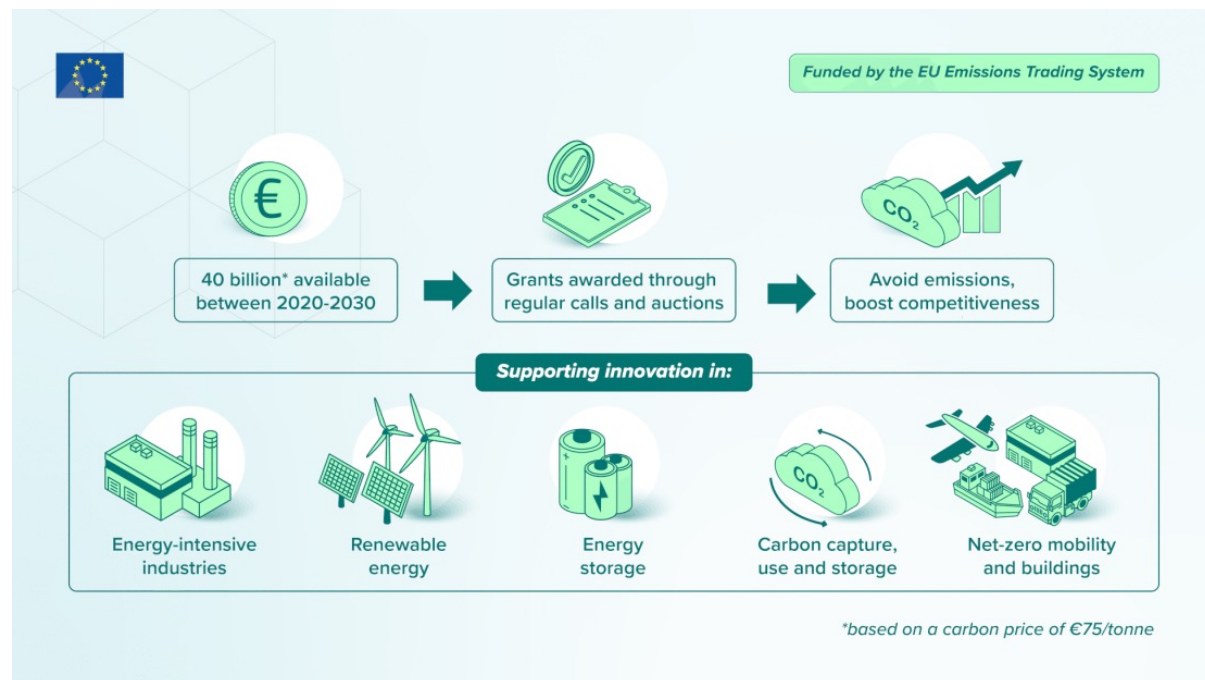 Funded by the EU Emissions Trading System
€
CO₂
40 billion* available
between 2020-2030
Grants awarded through
regular calls and auctions
Avoid emissions,
boost competitiveness
Supporting innovation in:
CO₂
Energy-intensive
industries
Renewable
energy
Energy
storage
Carbon capture,
use and storage
Net-zero mobility
and buildings
*based on a carbon price of €75/tonne